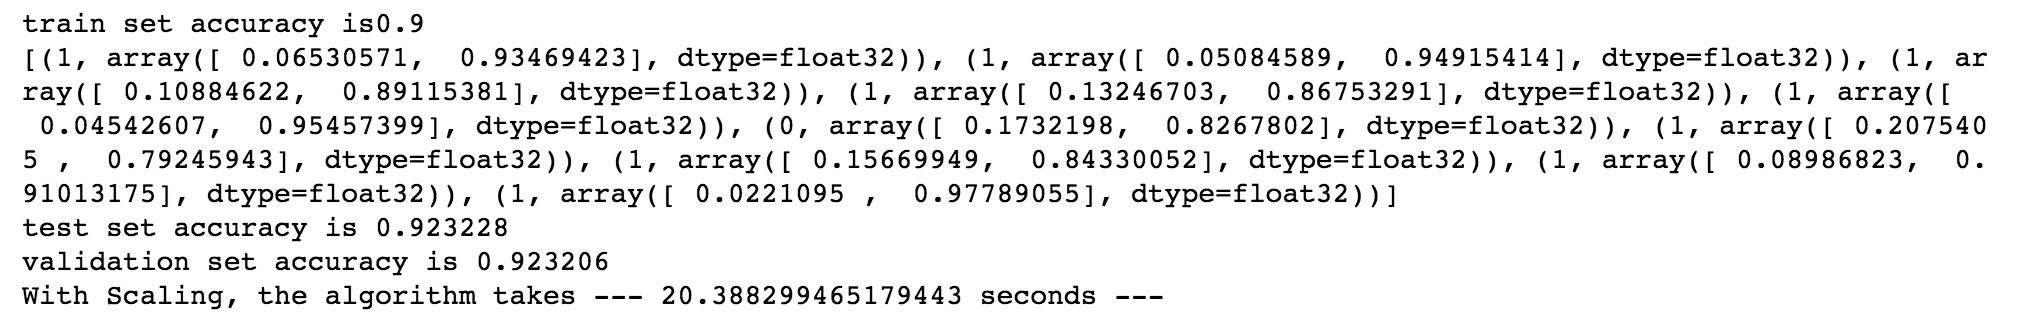 train set accuracy is0.9
[(1, array([ 0.06530571,  0.93469423], dtype=float32)), (1, array([ 0.05084589,  0.94915414], dtype=float32)), (1, ar
ray([ 0.10884622,  0.89115381], dtype=float32)), (1, array([ 0.13246703,  0.86753291], dtype=float32)), (1, array([
 0.04542607,  0.95457399], dtype=float32)), (0, array([ 0.1732198,  0.8267802], dtype=float32)), (1, array([ 0.207540
5 ,  0.79245943], dtype=float32)), (1, array([ 0.15669949,  0.84330052], dtype=float32)), (1, array([ 0.08986823,  0.
91013175], dtype=float32)), (1, array([ 0.0221095 ,  0.97789055], dtype=float32))]
test set accuracy is 0.923228
validation set accuracy is 0.923206
With Scaling, the algorithm takes --- 20.388299465179443 seconds ---